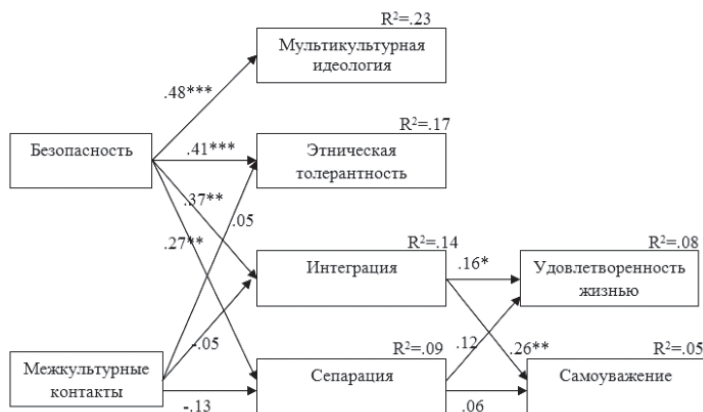 R²=.23
Мультикультурная
идеология
.48***
R²=.17
Безопасность
.41***
Этническая
толерантность
.37**
.05
.27**
R²=.14
R²=.08
Интеграция
.16*
Удовлетворенность
жизнью
-.05
.12
.26**
R²=.09
R²=.05
Межкультурные
контакты
Сепарация
Самоуважение
-.13
.06